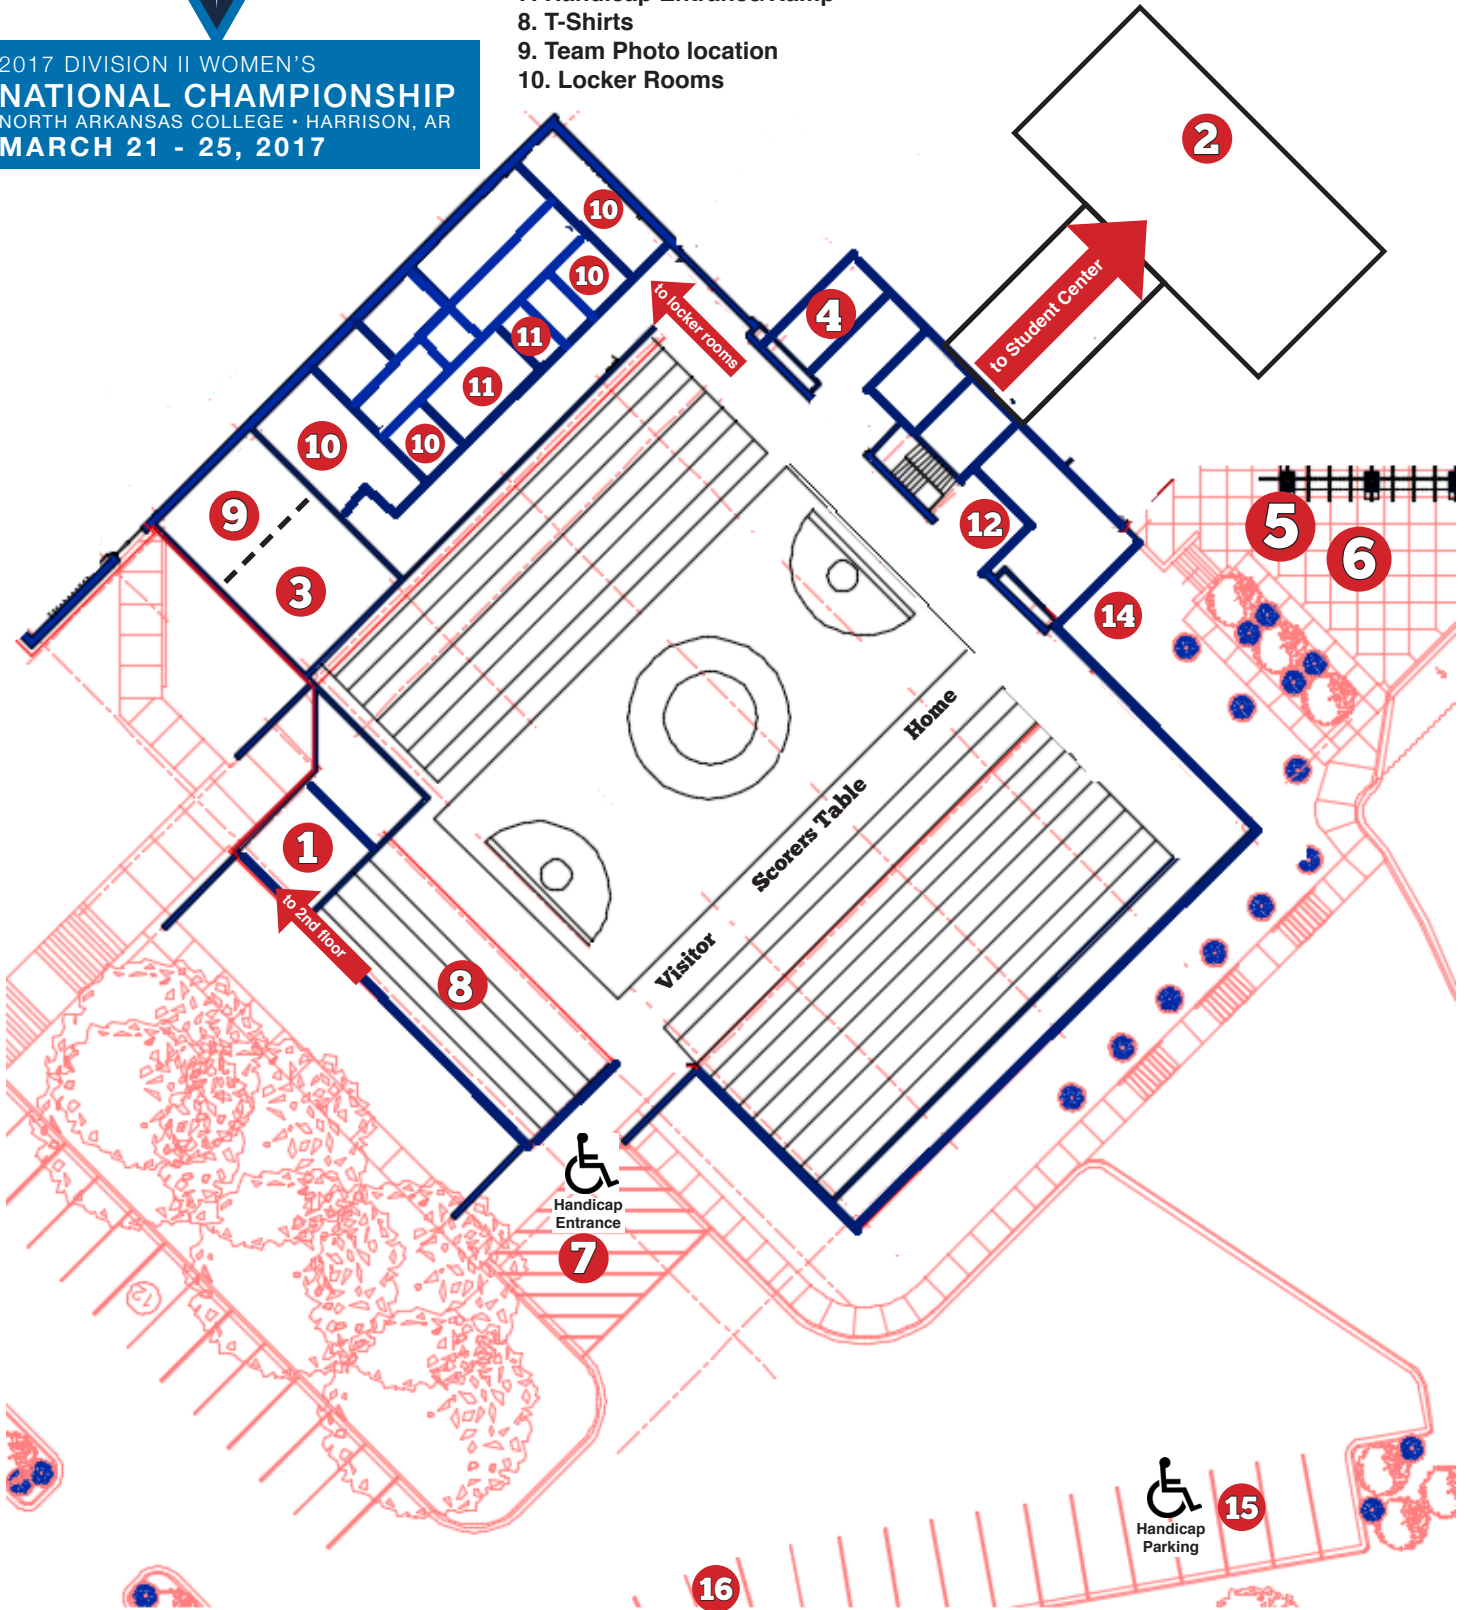 8. T-Shirts
9. Team Photo location
10. Locker Rooms
2017 DIVISION II WOMEN'S
NATIONAL CHAMPIONSHIP
NORTH ARKANSAS COLLEGE • HARRISON, AR
MARCH 21 - 25, 2017
2
10
10
4
to locker rooms
to Student Center
11
11
10
10
9
12
5
6
3
14
Home
Scorers Table
Visitor
1
to 2nd floor
8
Handicap
Entrance
7
12
15
Handicap
Parking
16